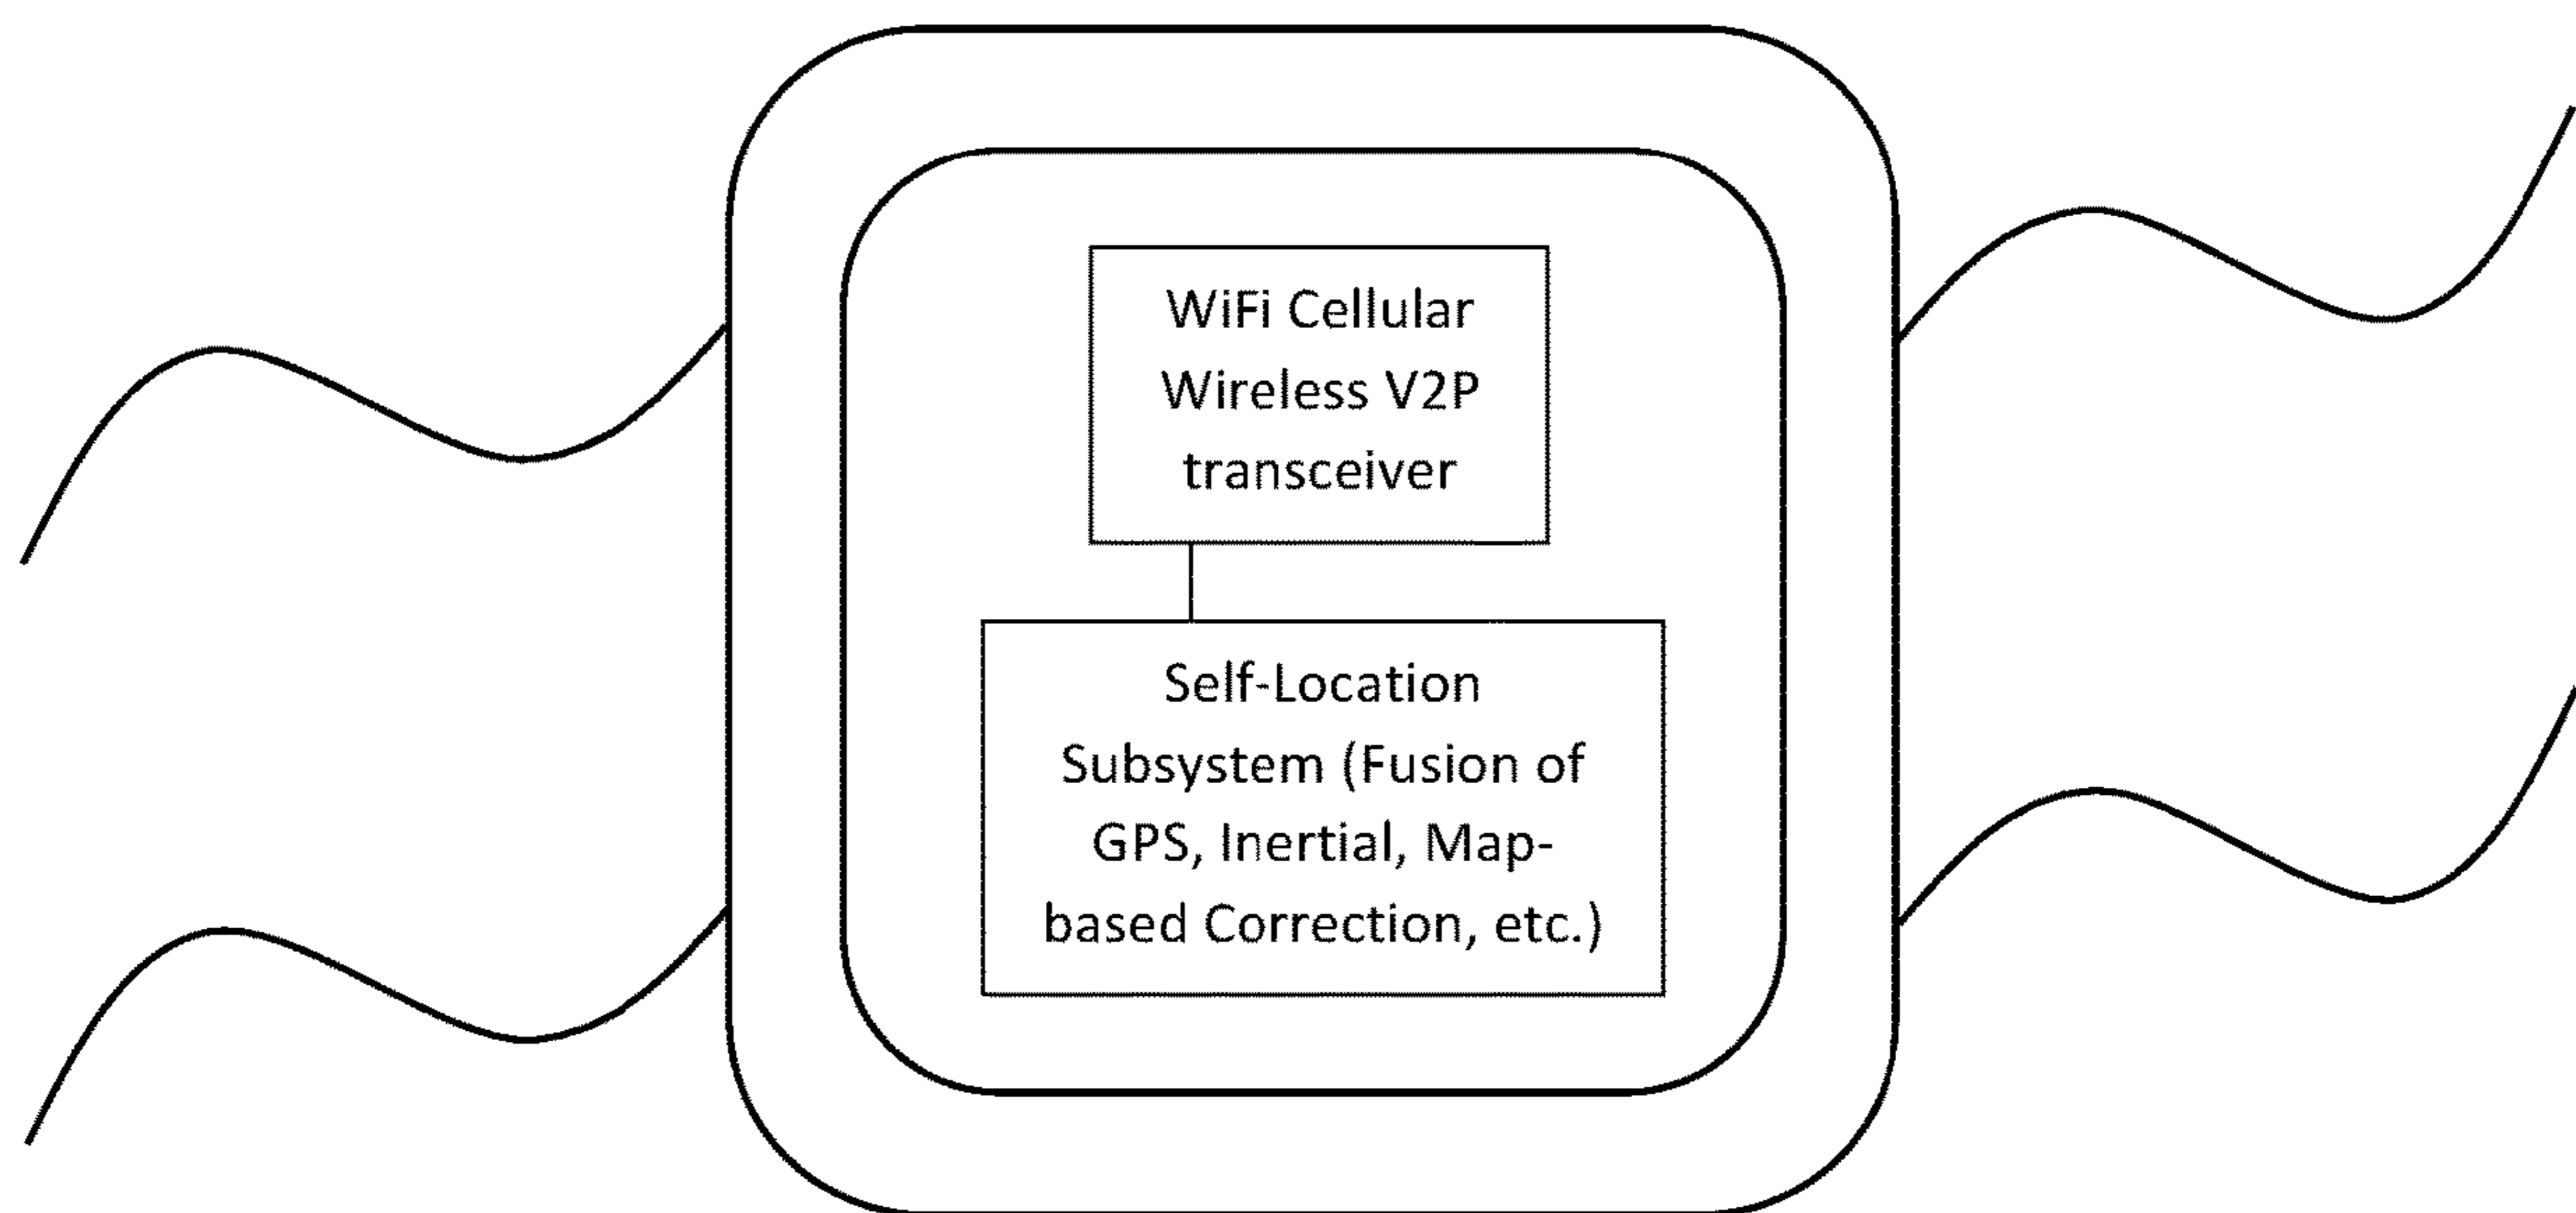 WiFi Cellular
Wireless V2P
transceiver
Self-Location
Subsystem (Fusion of
GPS, Inertial, Map-
based Correction, etc.)